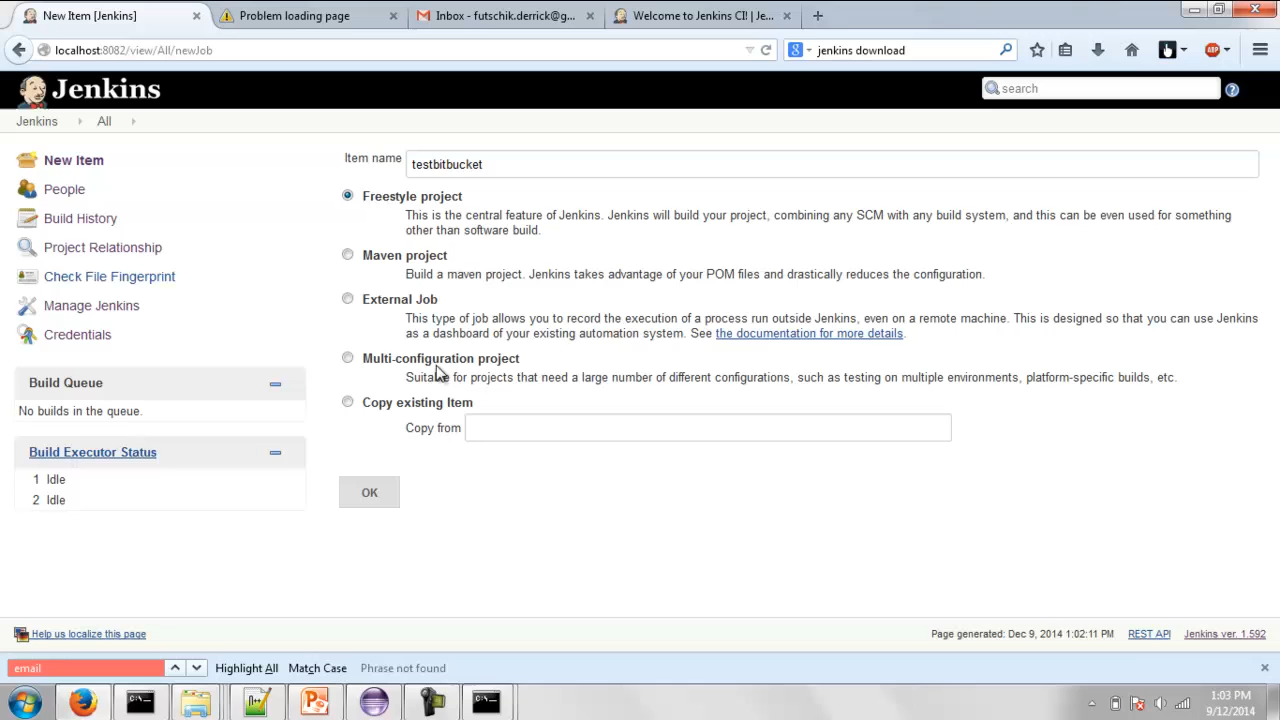 New Item [Jenkins]
Problem loading page
Inbox - futschik.derrick@g...
Welcome to Jenkins CI! | Je...
localhost:8082/view/All/newJob
jenkins download
ABP
Jenkins
search
Jenkins
All
New Item
People
Build History
Project Relationship
Check File Fingerprint
Manage Jenkins
Credentials
Build Queue
No builds in the queue.
Build Executor Status
1 Idle
2 Idle
Item name
testbitbucket
Freestyle project
This is the central feature of Jenkins. Jenkins will build your project, combining any SCM with any build system, and this can be even used for something
other than software build.
Maven project
Build a maven project. Jenkins takes advantage of your POM files and drastically reduces the configuration.
External Job
This type of job allows you to record the execution of a process run outside Jenkins, even on a remote machine. This is designed so that you can use Jenkins
as a dashboard of your existing automation system. See the documentation for more details.
Multi-configuration project
Suitable for projects that need a large number of different configurations, such as testing on multiple environments, platform-specific builds, etc.
Copy existing Item
Copy from
OK
Help us localize this page
Page generated: Dec 9, 2014 1:02:11 PM
REST API
Jenkins ver. 1.592
email
Highlight All
Match Case
Phrase not found
1:03 PM
9/12/2014